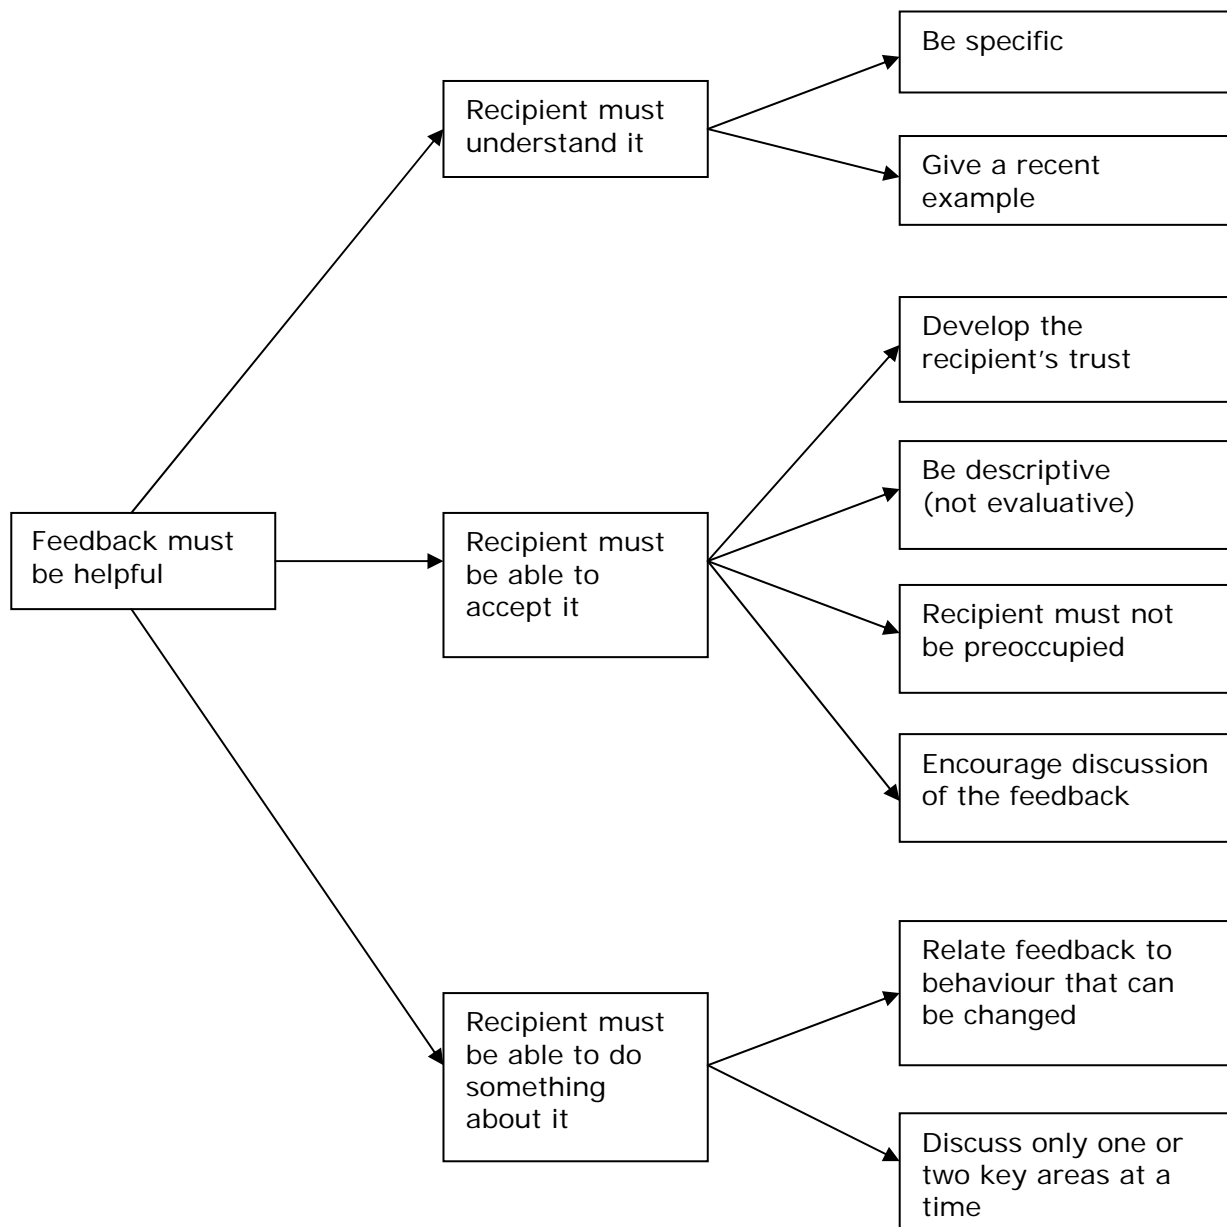 Be specific
Recipient must
understand it
Give a recent
example
Develop the
recipient's trust
Be descriptive
(not evaluative)
Feedback must
be helpful
Recipient must
be able to
accept it
Recipient must not
be preoccupied
Encourage discussion
of the feedback
Relate feedback to
behaviour that can
be changed
Recipient must
be able to do
something
about it
Discuss only one or
two key areas at a
time